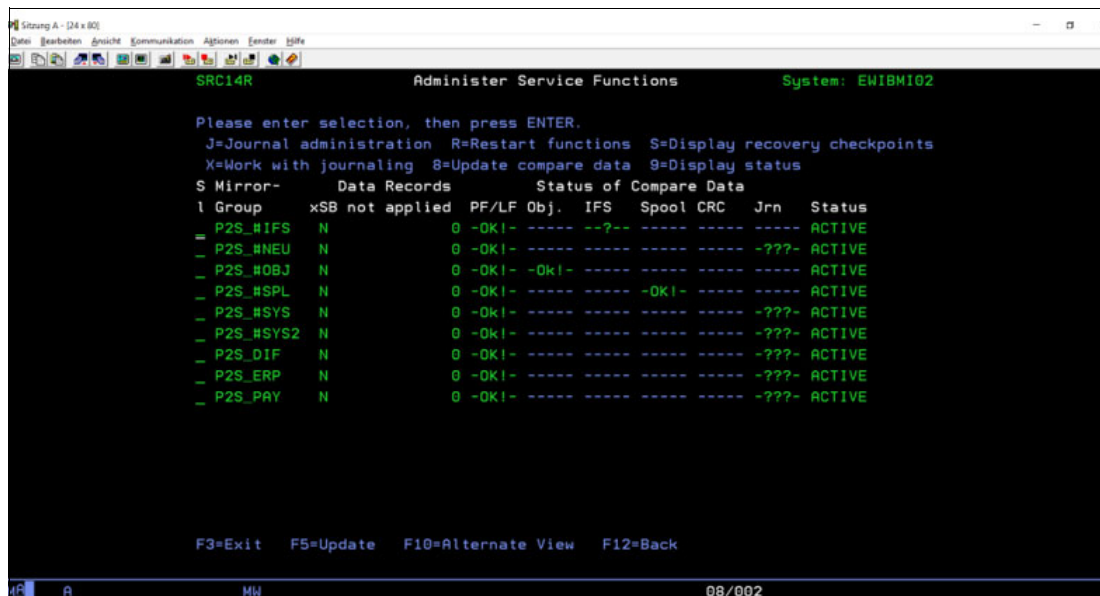 Sitzung A - [24 x 80]
Datei Bearbeiten Ansicht Kommunikation Aktionen Fenster Hilfe
SRC14R Administer Service Functions System: EWIBMI02
Please enter selection, then press ENTER.
J=Journal administration R=Restart functions S=Display recovery checkpoints
X=Work with journaling 8=Update compare data 9=Display status
S Mirror- Data Records Status of Compare Data
l Group xSB not applied PF/LF Obj. IFS Spool CRC Jrn Status
_ P2S_#IFS N 0 -OK!- ----- --?-- ----- ----- ----- ACTIVE
_ P2S_#NEU N 0 -OK!- ----- ----- ----- ----- -???- ACTIVE
_ P2S_#OBJ N 0 -OK!- -Ok!- ----- ----- ----- ----- ACTIVE
_ P2S_#SPL N 0 -OK!- ----- ----- -OK!- ----- ----- ACTIVE
_ P2S_#SYS N 0 -OK!- ----- ----- ----- ----- -???- ACTIVE
_ P2S_#SYS2 N 0 -OK!- ----- ----- ----- ----- -???- ACTIVE
_ P2S_DIF N 0 -OK!- ----- ----- ----- ----- -???- ACTIVE
_ P2S_ERP N 0 -OK!- ----- ----- ----- ----- -???- ACTIVE
_ P2S_PAY N 0 -OK!- ----- ----- ----- ----- -???- ACTIVE
F3=Exit F5=Update F10=Alternate View F12=Back
MA A MW 08/002